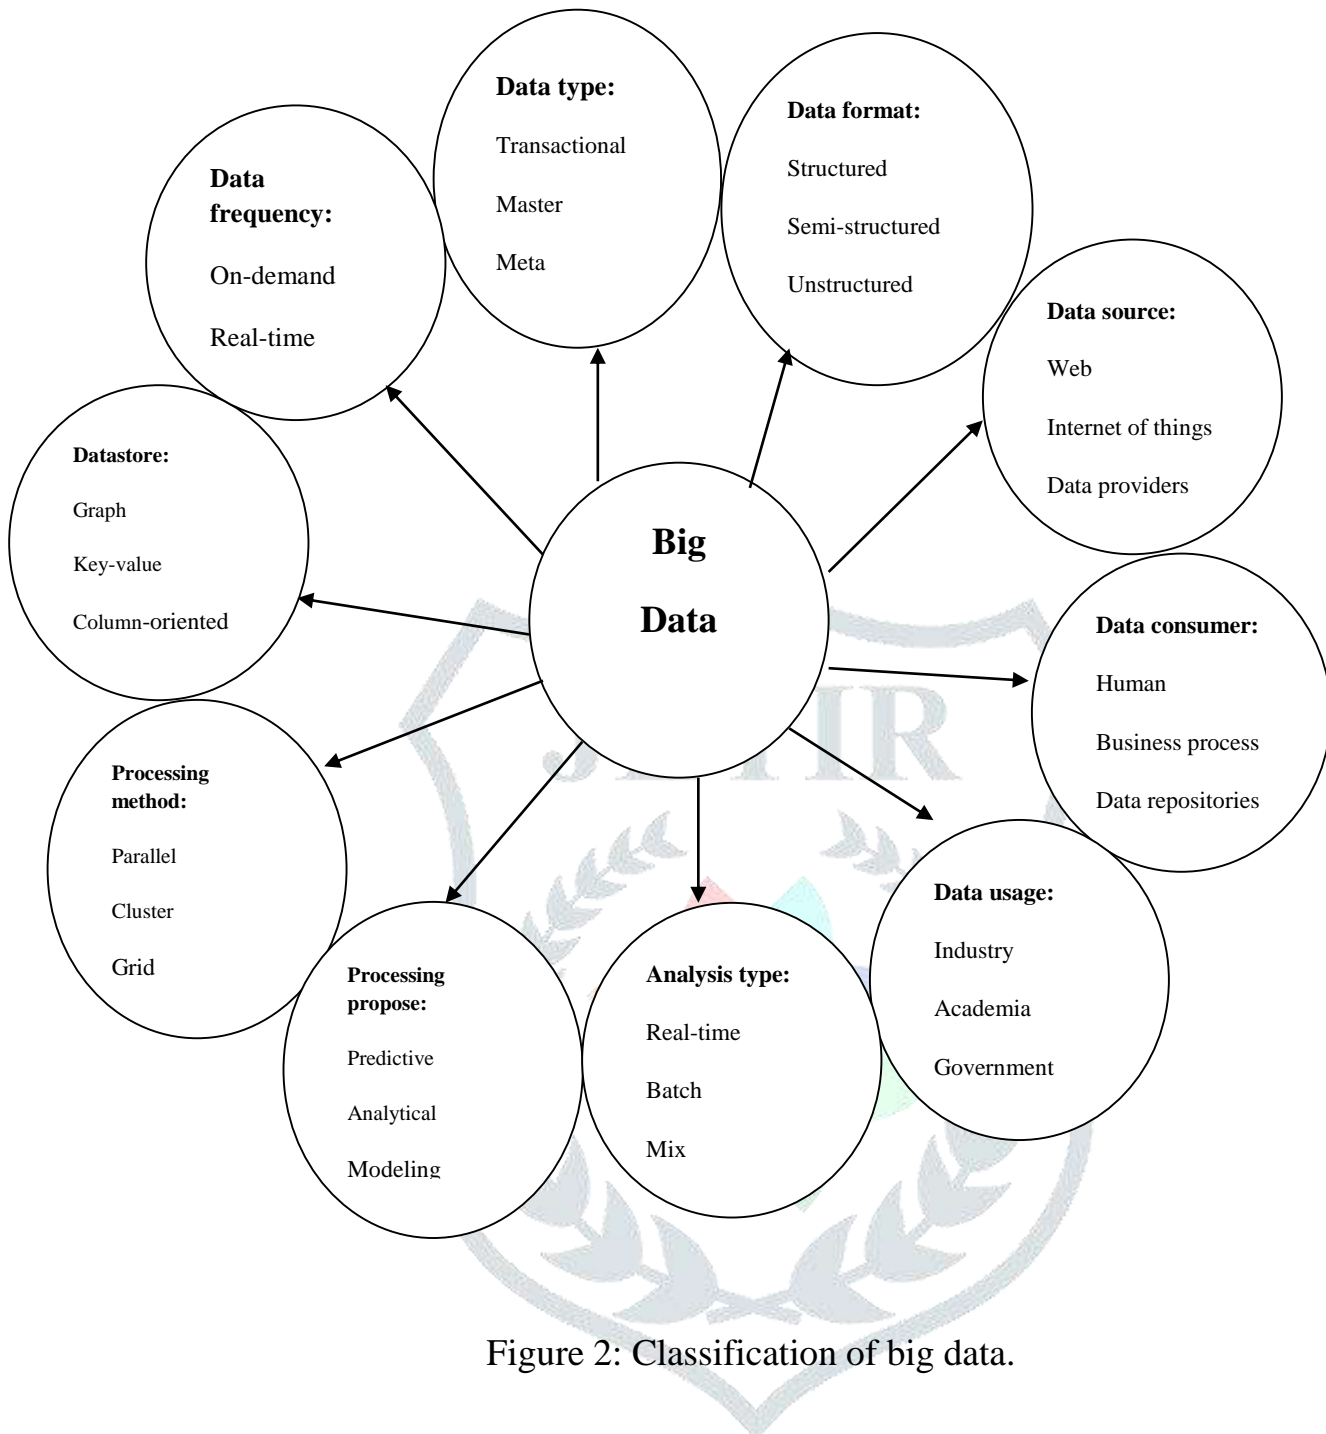 Data type:
Transactional
Master
Meta
Data format:
Structured
Semi-structured
Unstructured
Data
frequency:
On-demand
Real-time
Data source:
Web
Internet of things
Data providers
Datastore:
Graph
Key-value
Column-oriented
Big
Data
Data consumer:
Human
Business process
Data repositories
Processing
method:
Parallel
Cluster
Grid
Data usage:
Industry
Academia
Government
Processing
propose:
Predictive
Analytical
Modeling
Analysis type:
Real-time
Batch
Mix
Figure 2: Classification of big data.